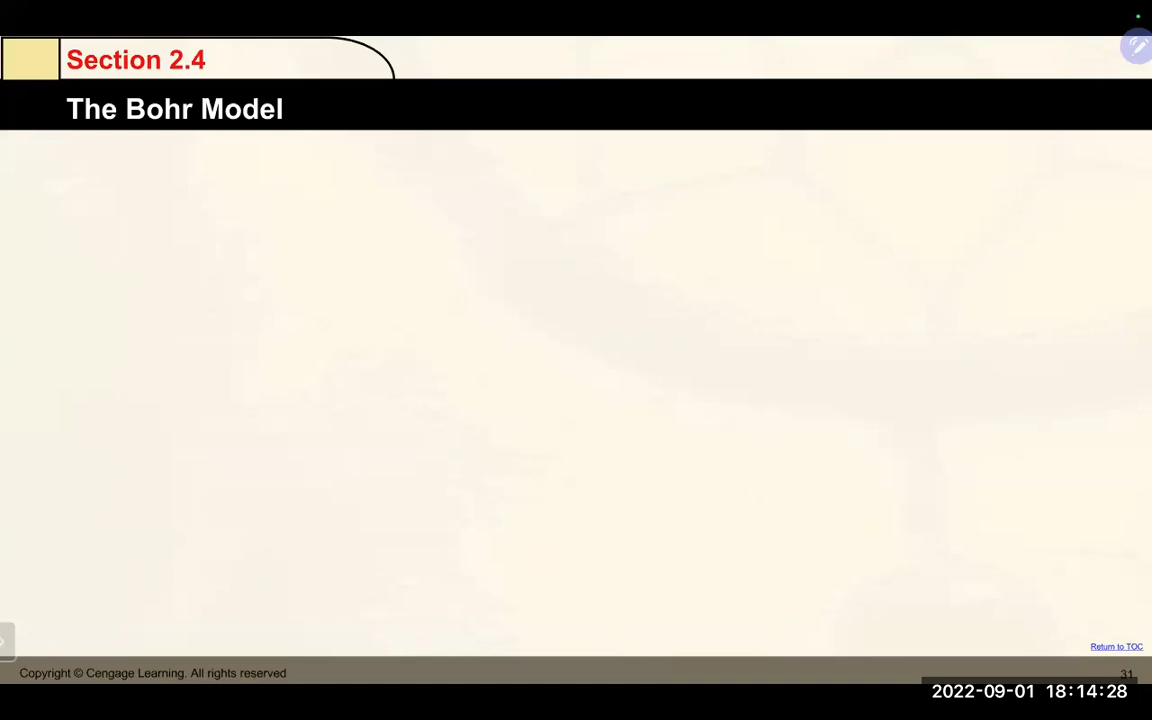 Section 2.4
The Bohr Model
Return to TOC
Copyright © Cengage Learning. All rights reserved
31
2022-09-01 18:14:28